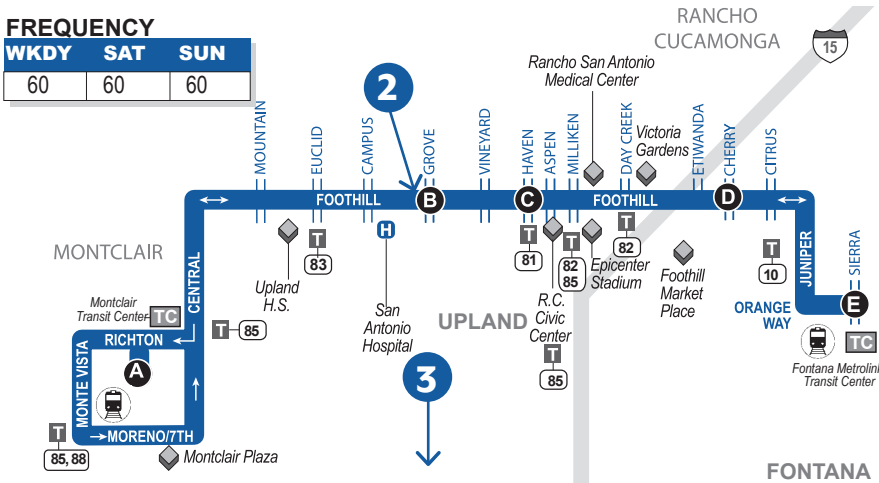 FREQUENCY
WKDY SAT SUN
60 60 60
RANCHO
CUCAMONGA
15
2
Rancho San Antonio
Medical Center
Victoria
Gardens
MOUNTAIN
EUCLID
CAMPUS
GROVE
VINEYARD
HAVEN
ASPEN
MILLIKEN
DAY CREEK
ETIWANDA
CHERRY
CITRUS
FOOTHILL
B
C
FOOTHILL
D
MONTCLAIR
CENTRAL
Upland
H.S.
T
83
H
San
Antonio
Hospital
T
81
T
82
85
Epicenter
Stadium
T
82
Foothill
Market
Place
T
10
JUNIPER
SIERRA
ORANGE
WAY
E
Montclair
Transit Center
TC
T
85
UPLAND
R.C.
Civic
Center
T
85
TC
Fontana Metrolin
Transit Center
RICHTON
A
MONTE VISTA
MORENO/7TH
T
85, 88
Montclair Plaza
3
FONTANA